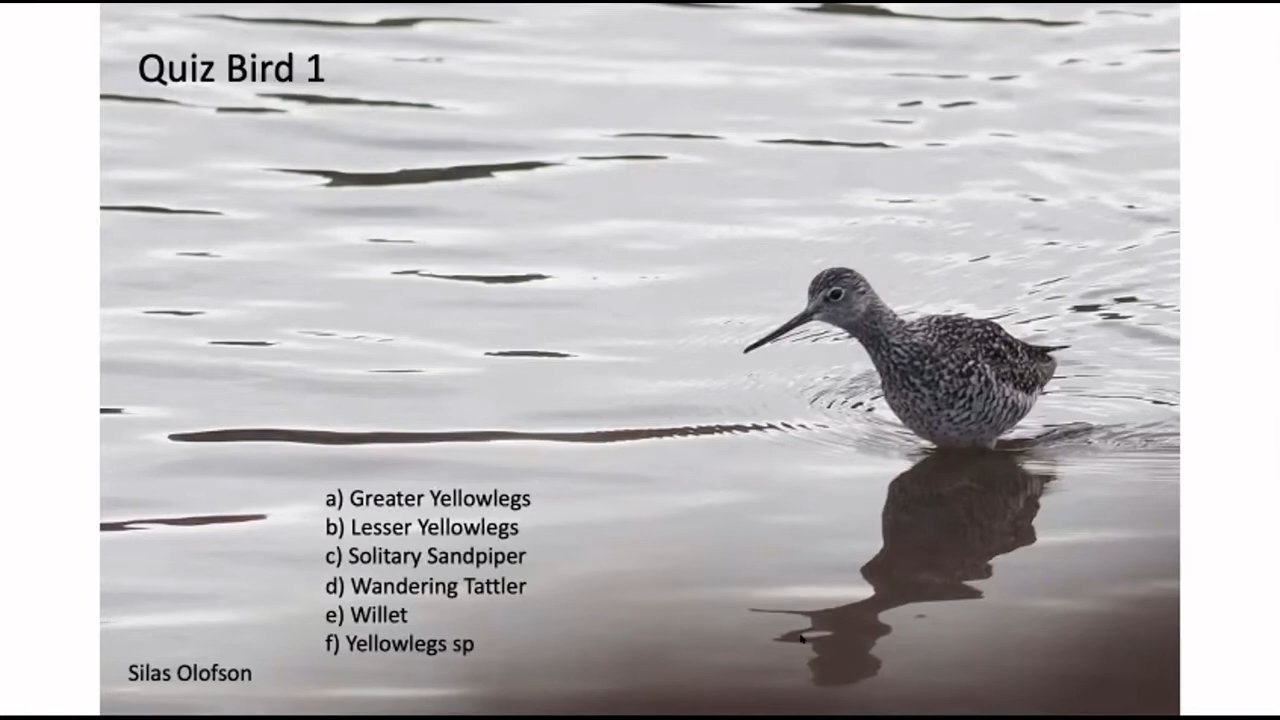 Quiz Bird 1
a) Greater Yellowlegs
b) Lesser Yellowlegs
c) Solitary Sandpiper
d) Wandering Tattler
e) Willet
f) Yellowlegs sp
Silas Olofson